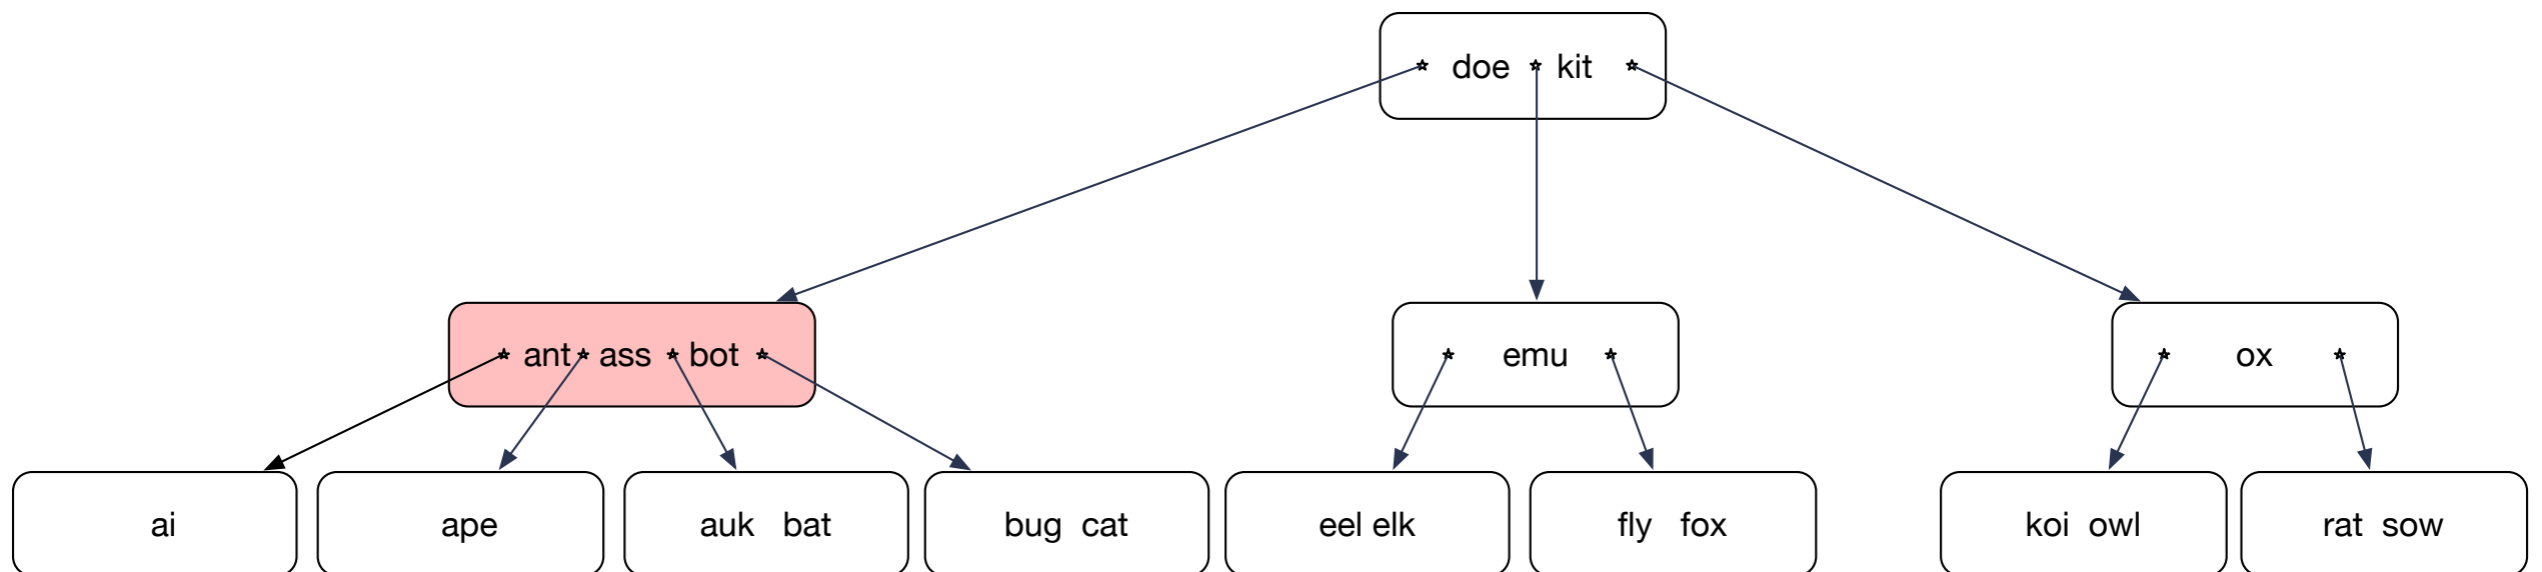 doe kit
ant ass bot
emu
ox
ai
ape
auk bat
bug cat
eel elk
fly fox
koi owl
rat sow